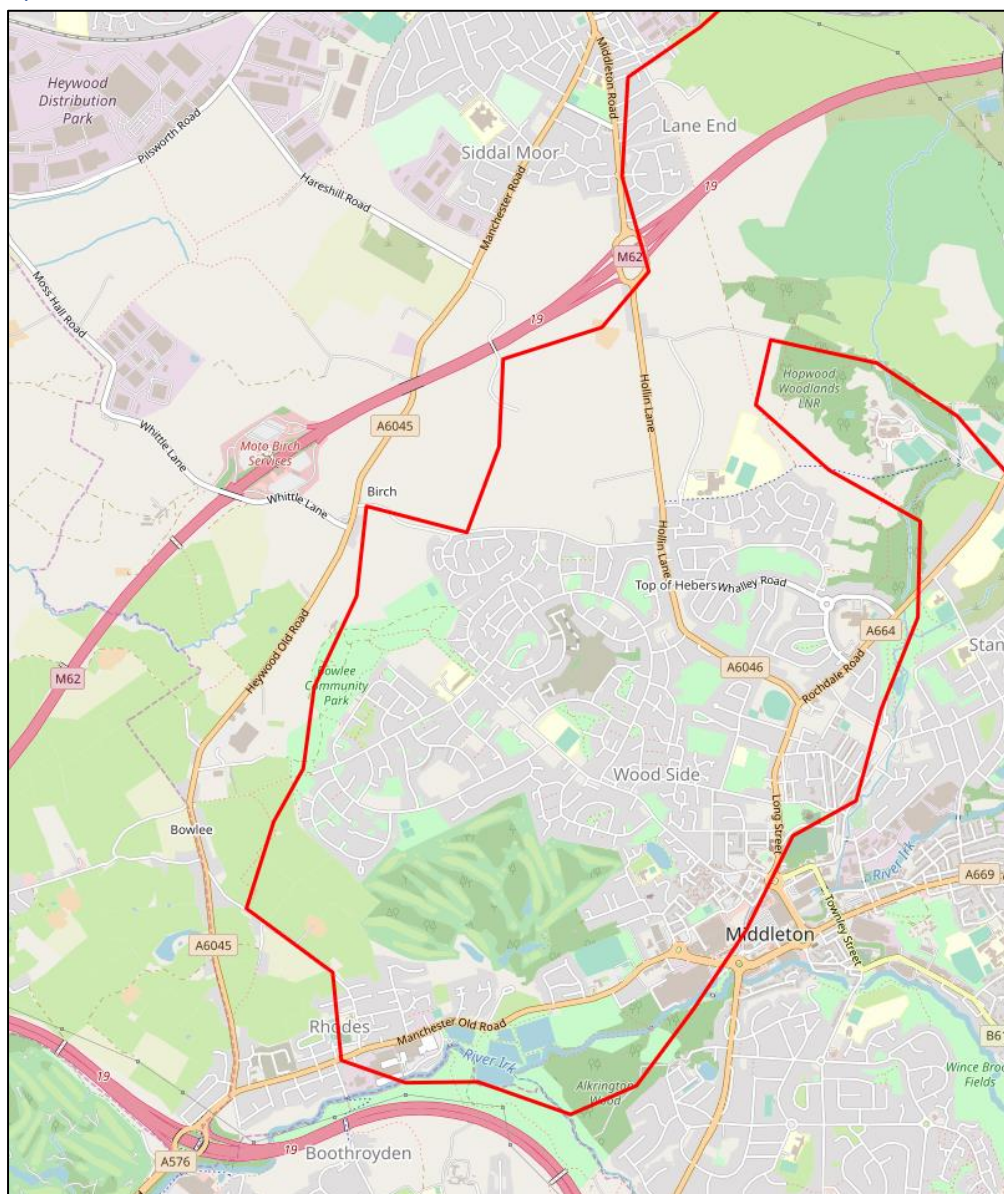 Heywood
Distribution
Park
Pilsworth Road
Middleton Road
Lane End
Siddal Moor
Hareshill Road
Manchester Road
19
M62
Moss Hall Road
19
Hopwood
Woodlands
LNR
Hollin Lane
A6045
Moto Birch
Services
Whittle Lane
Whittle Lane
Birch
Hollin Lane
Top of Hebers
Whalley Road
A664
Stan
Heywood Old Road
M62
Bowlee
Community
Park
A6046
Rochdale Road
Wood Side
Long Street
Bowlee
River Irk
A669
Townley Street
Middleton
A6045
Rhodes
Manchester Old Road
B61
River Irk
19
Alkrington
Wood
Wince Broo
Fields
19
Boothroyden
A576